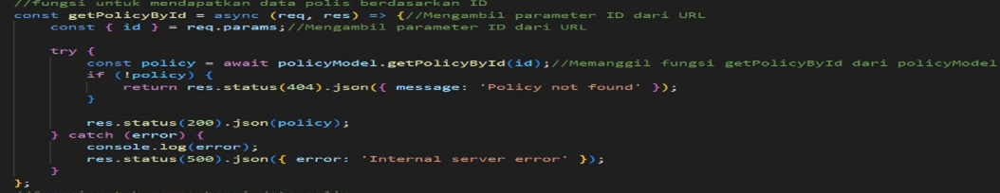 //fungsi untuk mendapatkan data polis berdasarkan ID
const getPolicyById = async (req, res) => {//Mengambil parameter ID dari URL
    const { id } = req.params;//Mengambil parameter ID dari URL

    try {
        const policy = await policyModel.getPolicyById(id);//Memanggil fungsi getPolicyById dari policyModel
        if (!policy) {
            return res.status(404).json({ message: 'Policy not found' });
        }

        res.status(200).json(policy);
    } catch (error) {
        console.log(error);
        res.status(500).json({ error: 'Internal server error' });
    }
};